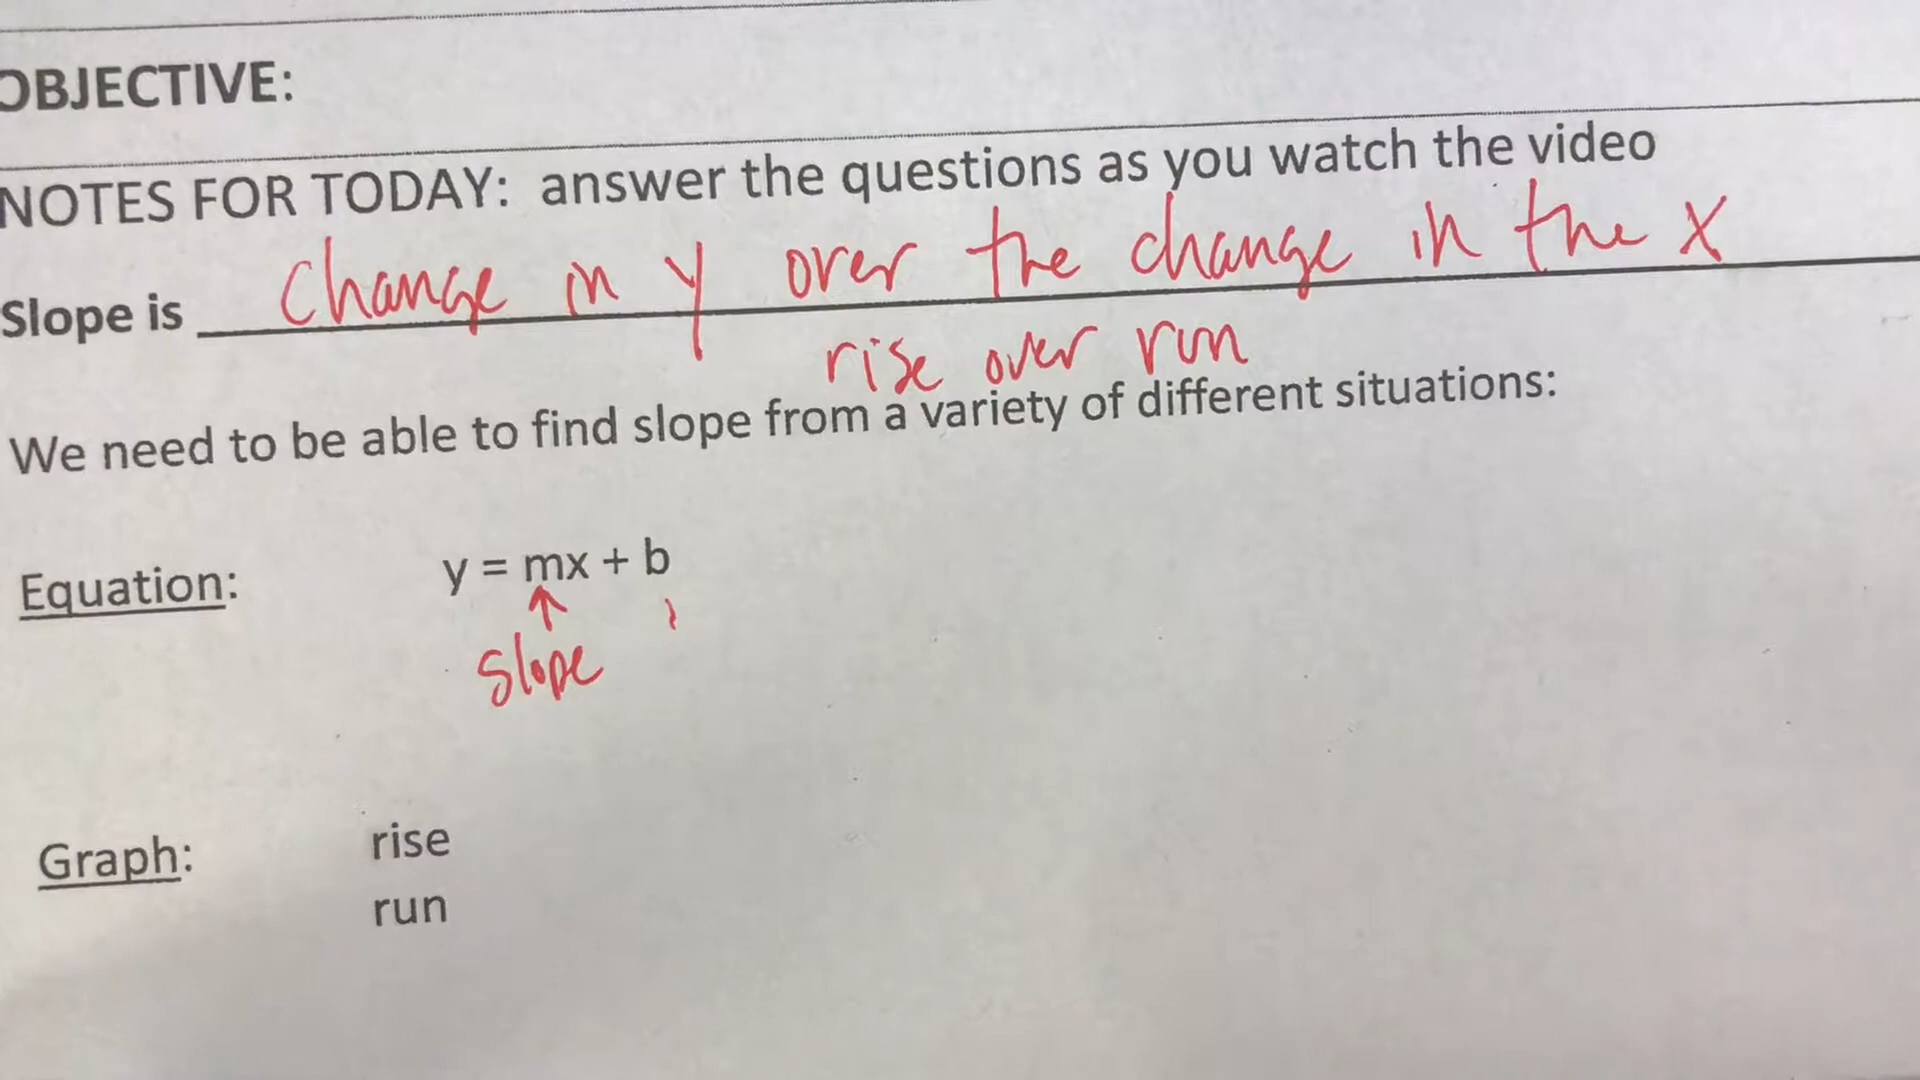 OBJECTIVE:
NOTES FOR TODAY: answer the questions as you watch the video
Slope is change in y over the change in the x
rise over run
We need to be able to find slope from a variety of different situations:
Equation: y = mx + b
slope
Graph: rise
run